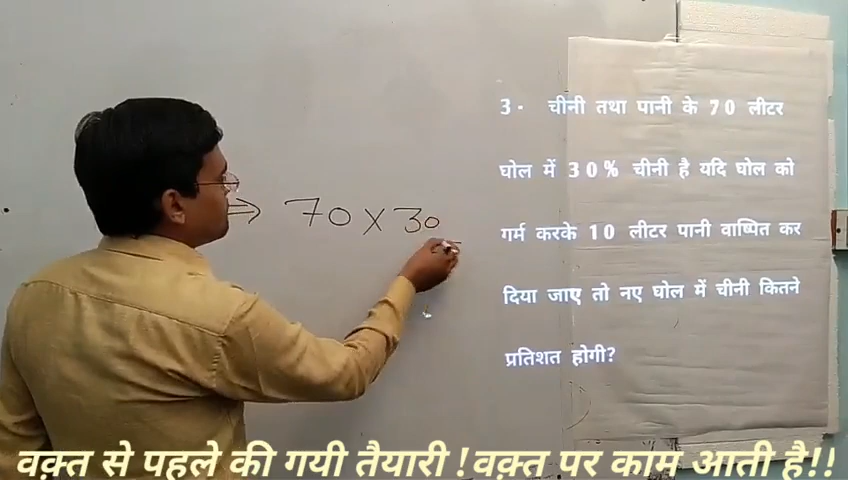 3. चीनी तथा पानी के 70 लीटर
घोल में 30% चीनी है यदि घोल को
गर्म करके 10 लीटर पानी वाष्पित कर
दिया जाए तो नए घोल में चीनी कितने
प्रतिशत होगी?
⇒ 70 X 30
वक़्त से पहले की गयी तैयारी ! वक़्त पर काम आती है!!